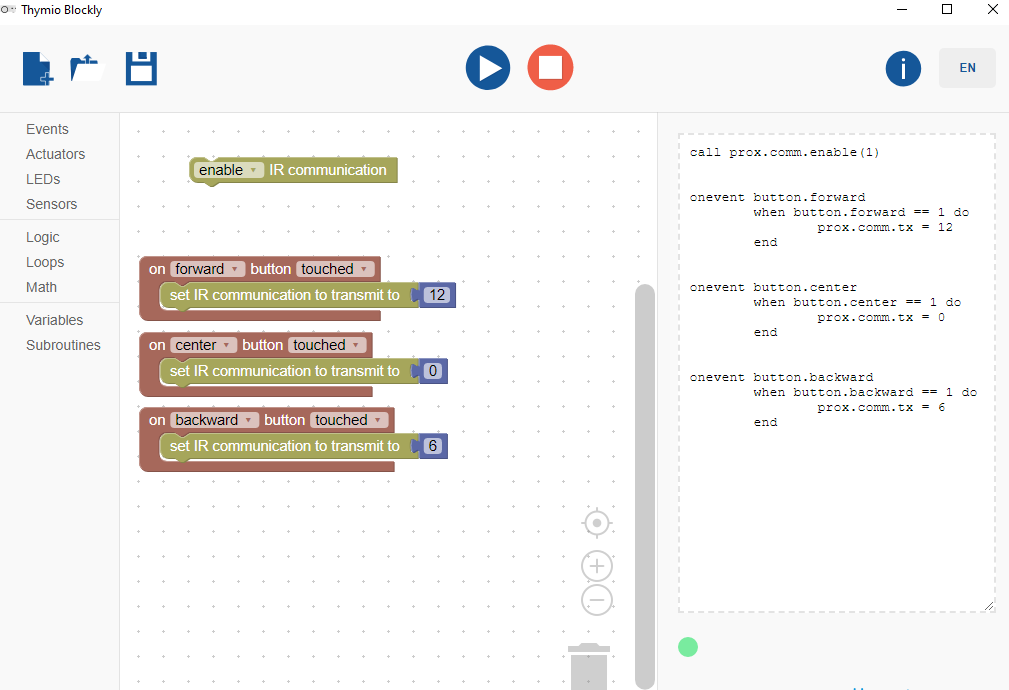 Thymio Blockly
i
EN
Events
Actuators
LEDs
Sensors
Logic
Loops
Math
Variables
Subroutines
enable IR communication
on forward button touched
set IR communication to transmit to 12
on center button touched
set IR communication to transmit to 0
on backward button touched
set IR communication to transmit to 6
call prox.comm.enable(1)
onevent button.forward
when button.forward == 1 do
prox.comm.tx = 12
end
onevent button.center
when button.center == 1 do
prox.comm.tx = 0
end
onevent button.backward
when button.backward == 1 do
prox.comm.tx = 6
end